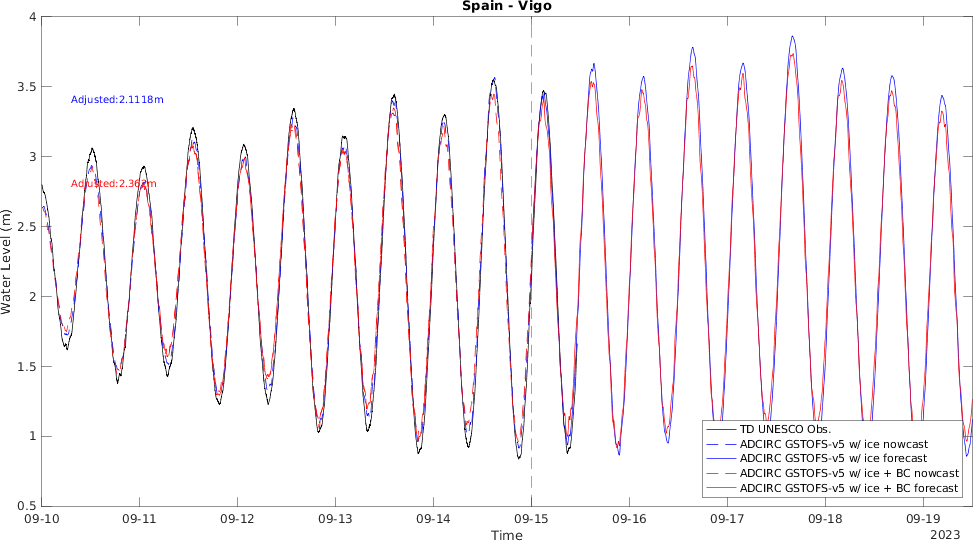 Spain - Vigo
4
3.5
3
2.5
2
1.5
1
0.5
Water Level (m)
Adjusted:2.1118m
Adjusted:2.362m
TD UNESCO Obs.
ADCIRC GSTOFS-v5 w/ ice nowcast
ADCIRC GSTOFS-v5 w/ ice forecast
ADCIRC GSTOFS-v5 w/ ice + BC nowcast
ADCIRC GSTOFS-v5 w/ ice + BC forecast
09-10 09-11 09-12 09-13 09-14 09-15 09-16 09-17 09-18 09-19
Time
2023